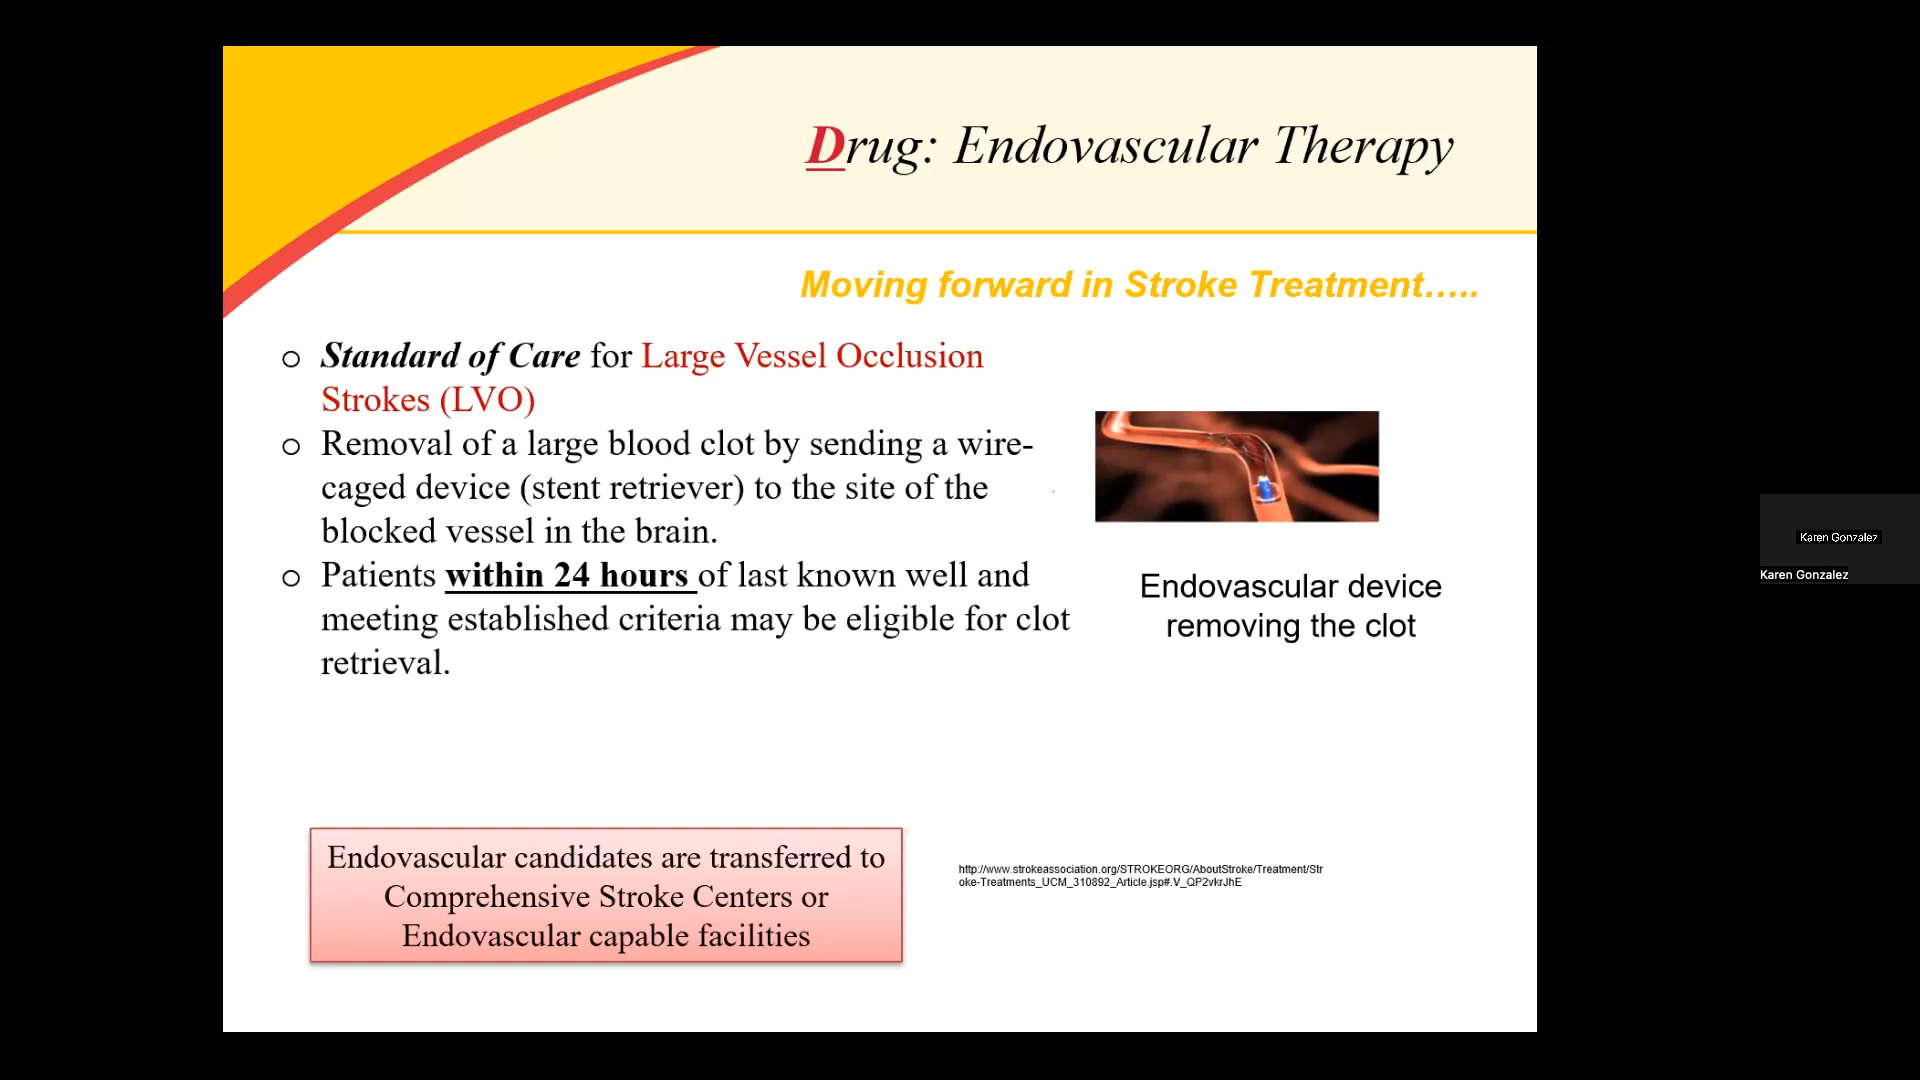 Drug: Endovascular Therapy
Moving forward in Stroke Treatment…..
o Standard of Care for Large Vessel Occlusion
Strokes (LVO)
o Removal of a large blood clot by sending a wire-
caged device (stent retriever) to the site of the
blocked vessel in the brain.
o Patients within 24 hours of last known well and
meeting established criteria may be eligible for clot
retrieval.
Endovascular device
removing the clot
Endovascular candidates are transferred to
Comprehensive Stroke Centers or
Endovascular capable facilities
http://www.strokeassociation.org/STROKEORG/AboutStroke/Treatment/Str
oke-Treatments_UCM_310892_Article.jsp#.V_QP2vkrJhE
Karen Gonzalez
Karen Gonzalez